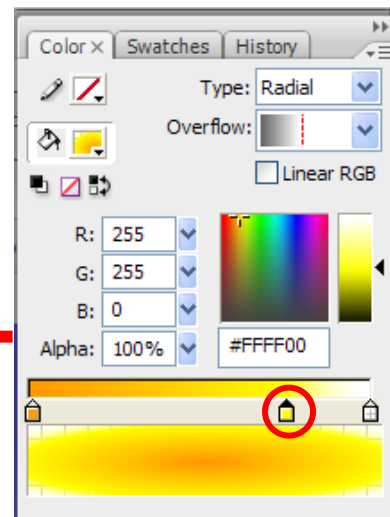 Color× Swatches History
Type: Radial
Overflow:
Linear RGB
R: 255
G: 255
B: 0
Alpha: 100% #FFFF00